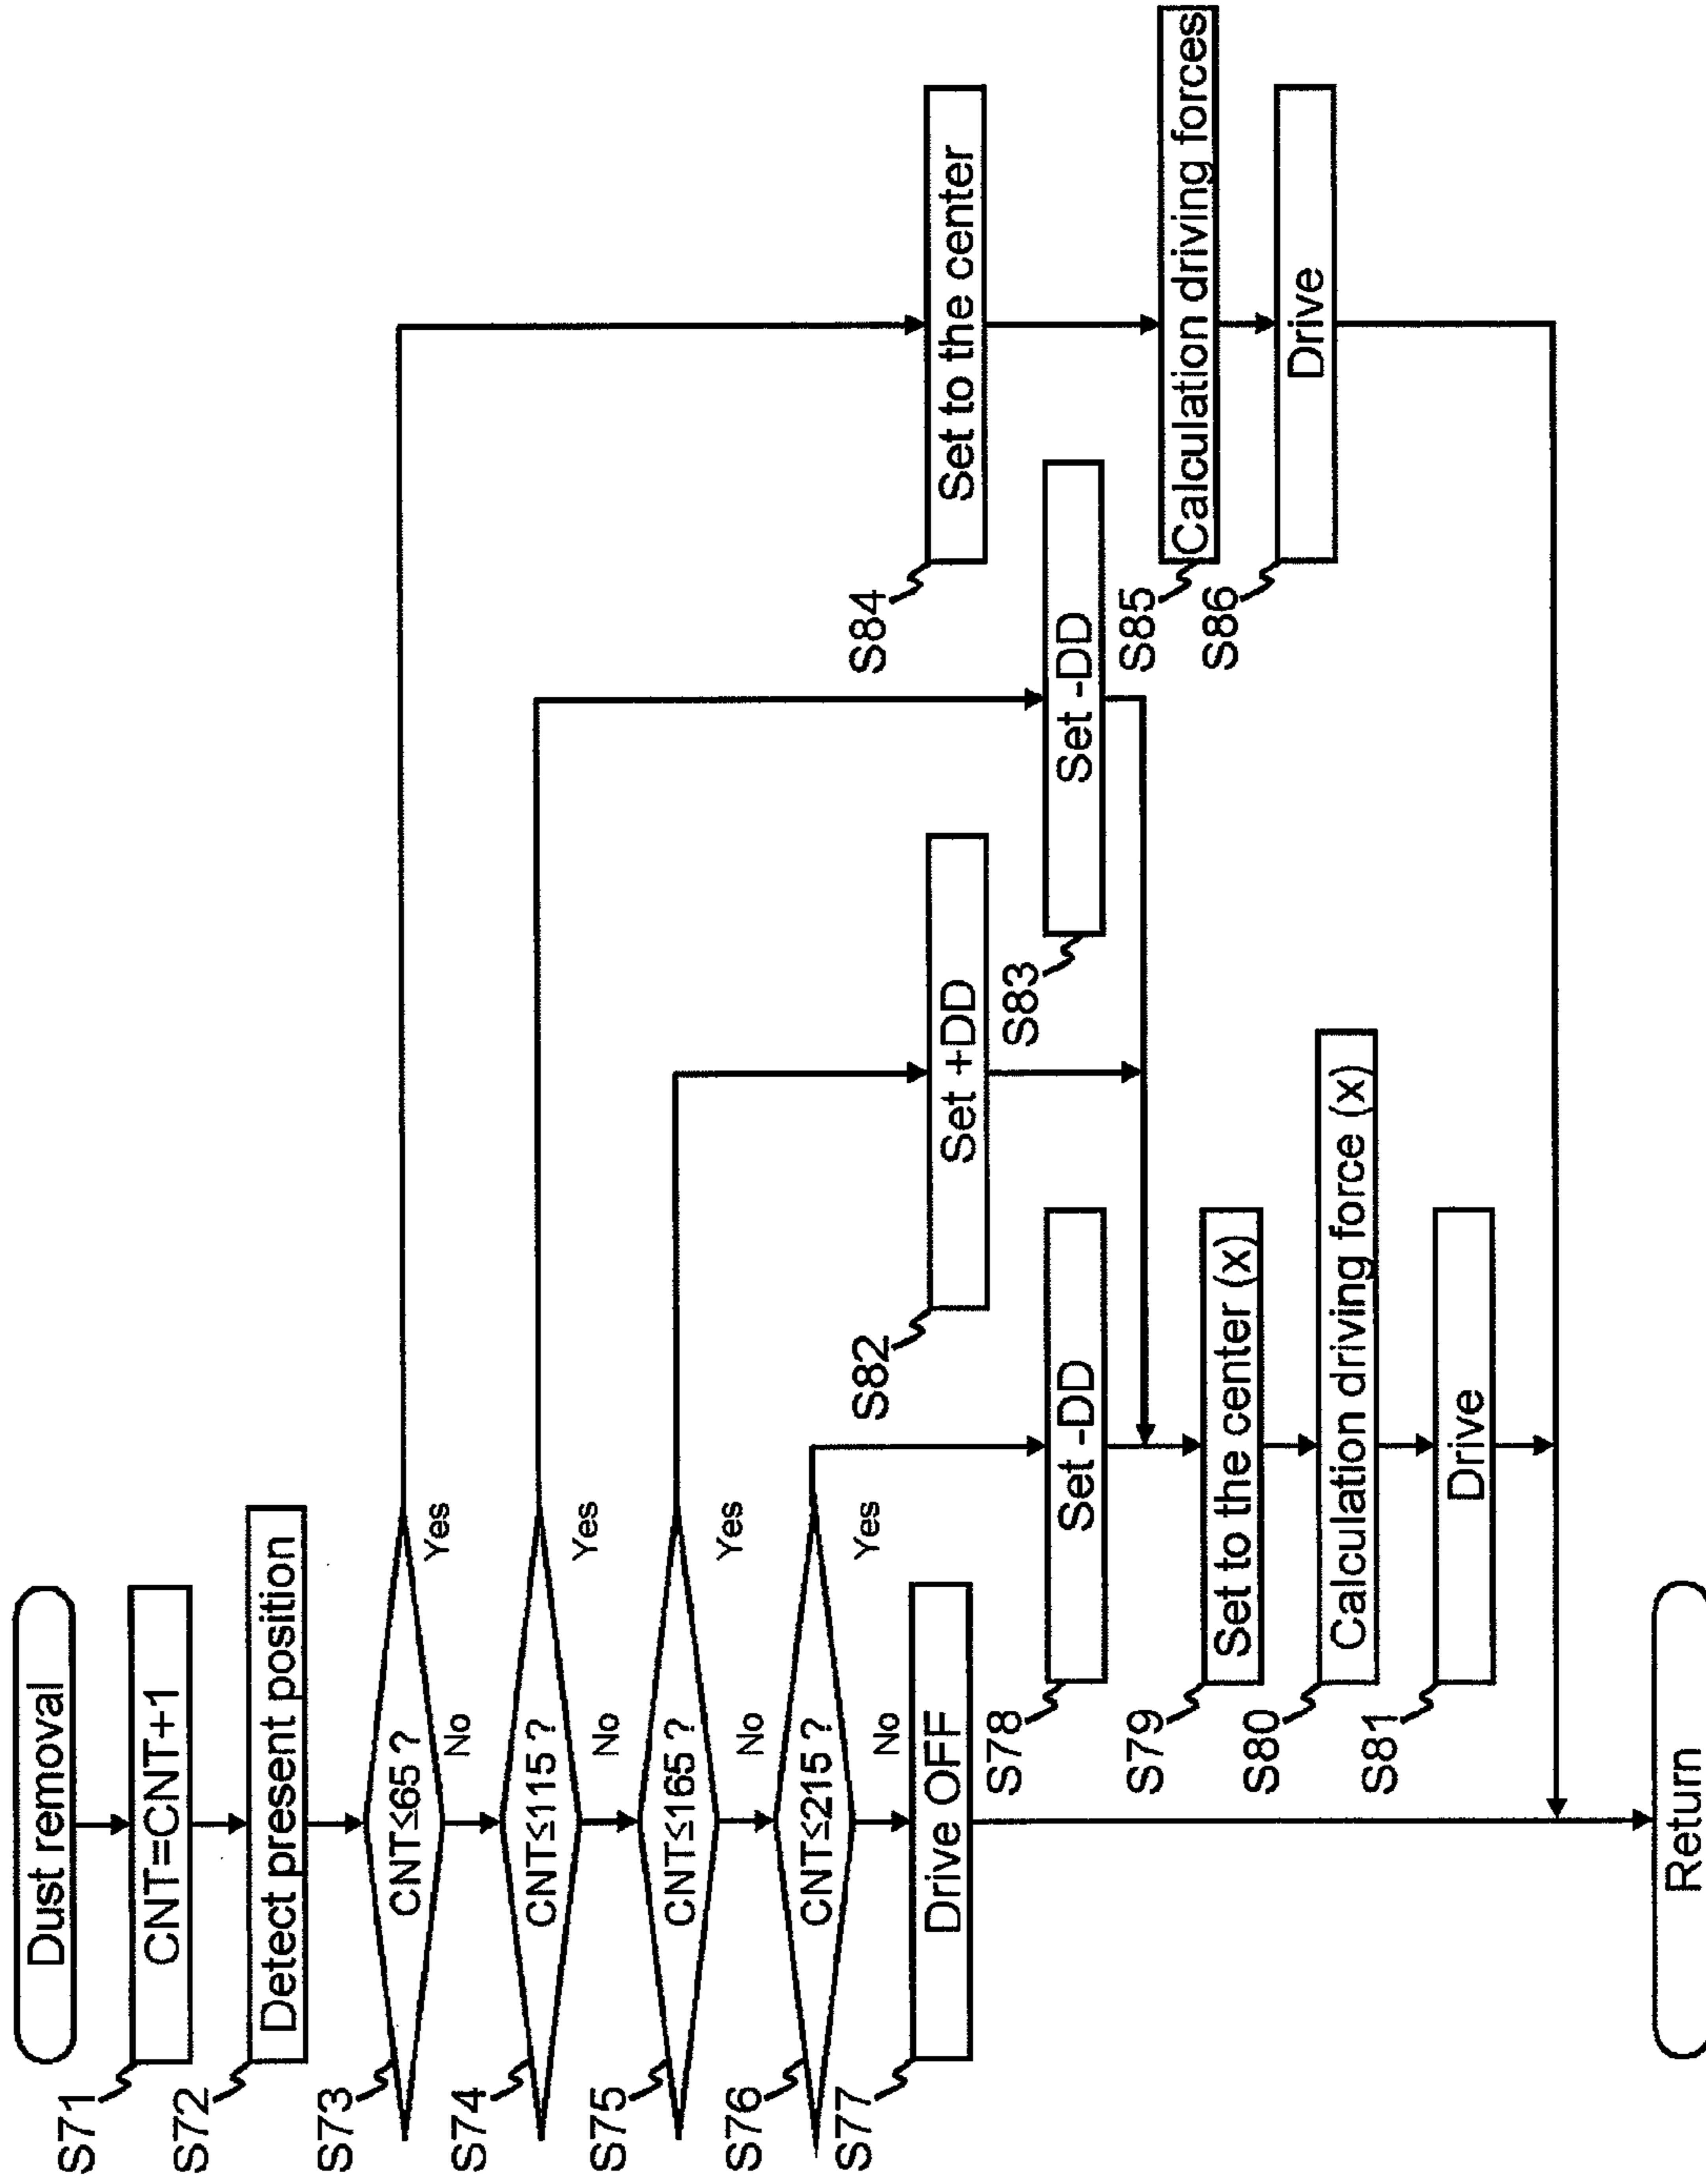 Dust removal
S71
CNT=CNT+1
S72
Detect present position
S73
CNT≤65 ?
Yes
No
S74
CNT≤115 ?
Yes
No
S75
CNT≤165 ?
Yes
No
S76
CNT≤215 ?
Yes
No
S77
Drive OFF
S78
Set -DD
S79
Set to the center (x)
S80
Calculation driving force (x)
S81
Drive
S82
Set +DD
S83
Set -DD
S84
Set to the center
S85
Calculation driving forces
S86
Drive
Return